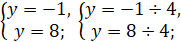 {y = −1, {y = −1 ÷ 4,
{y = 8; {y = 8 ÷ 4;